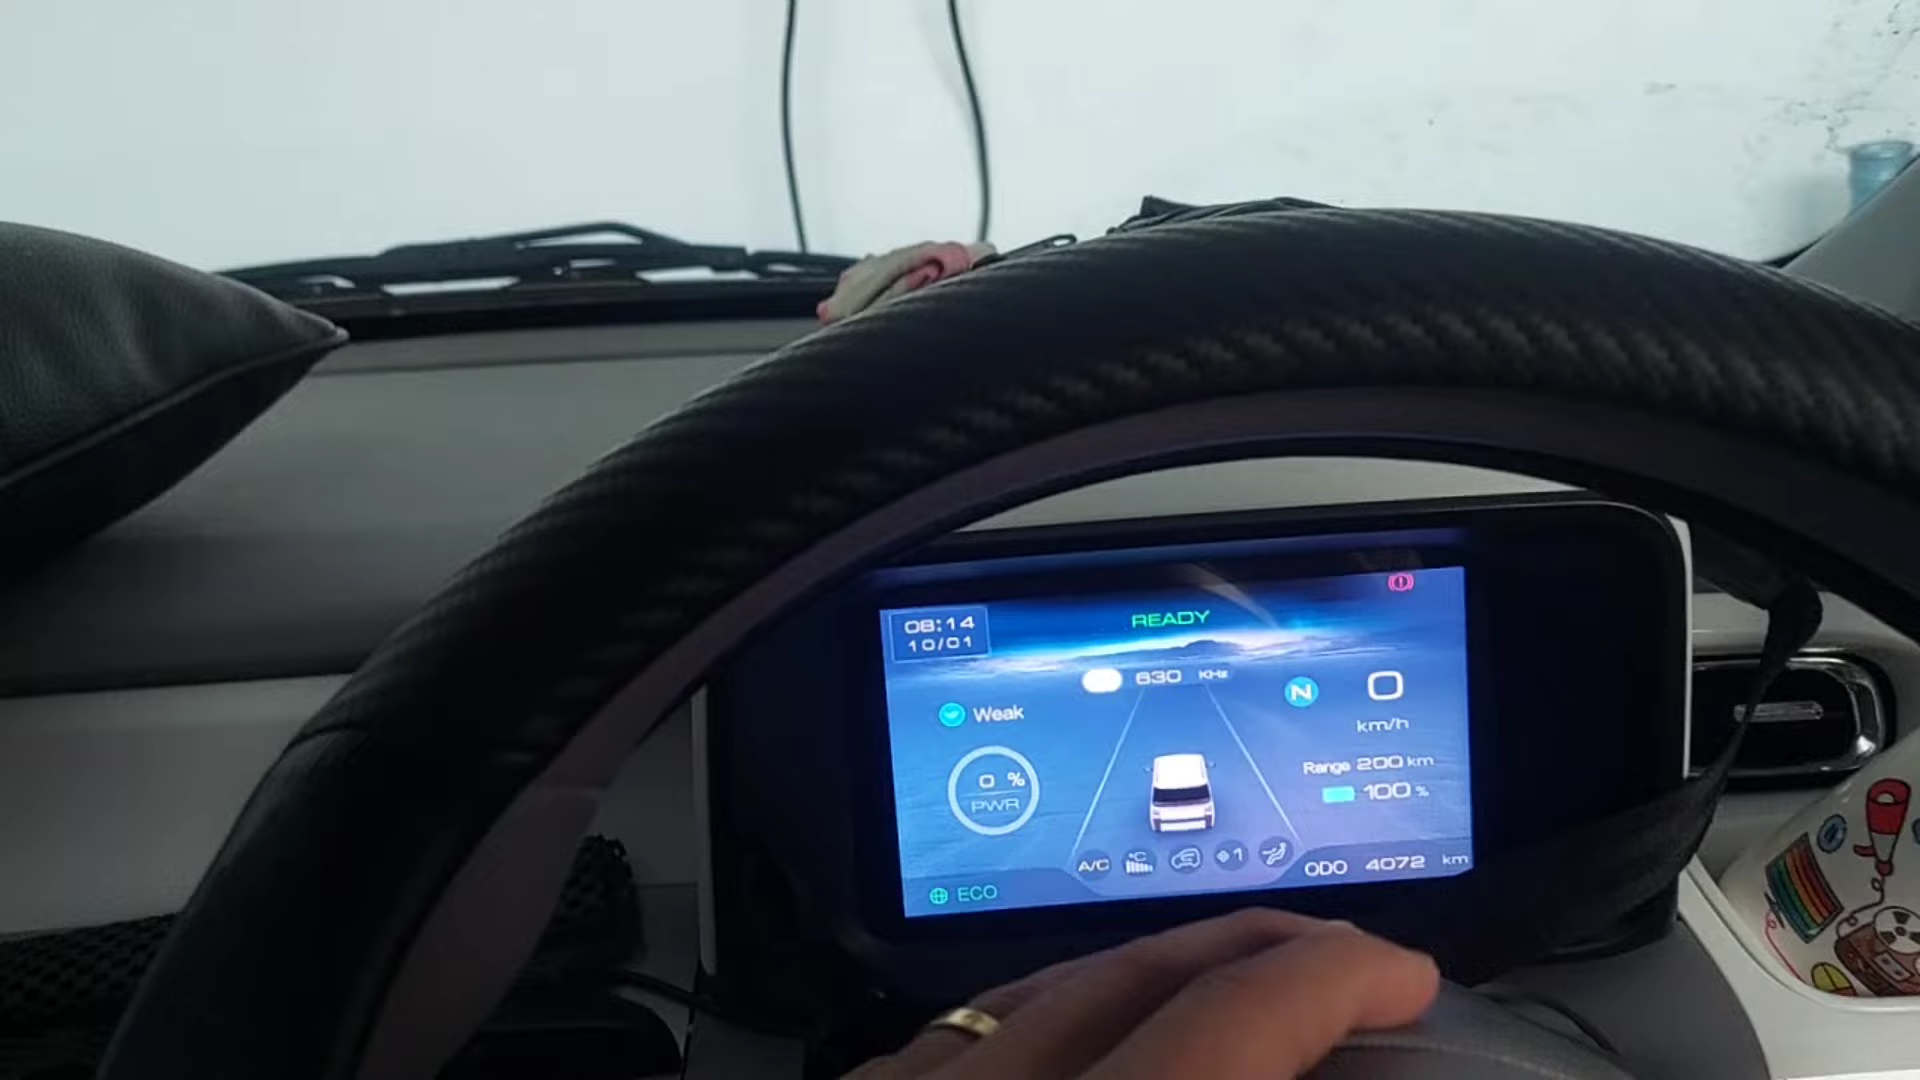 08:14
10/01
READY
630 KHz
N
0
km/h
Weak
0 %
PWR
Range 200 km
100 %
A/C
°C
1
ODO 4072 km
ECO